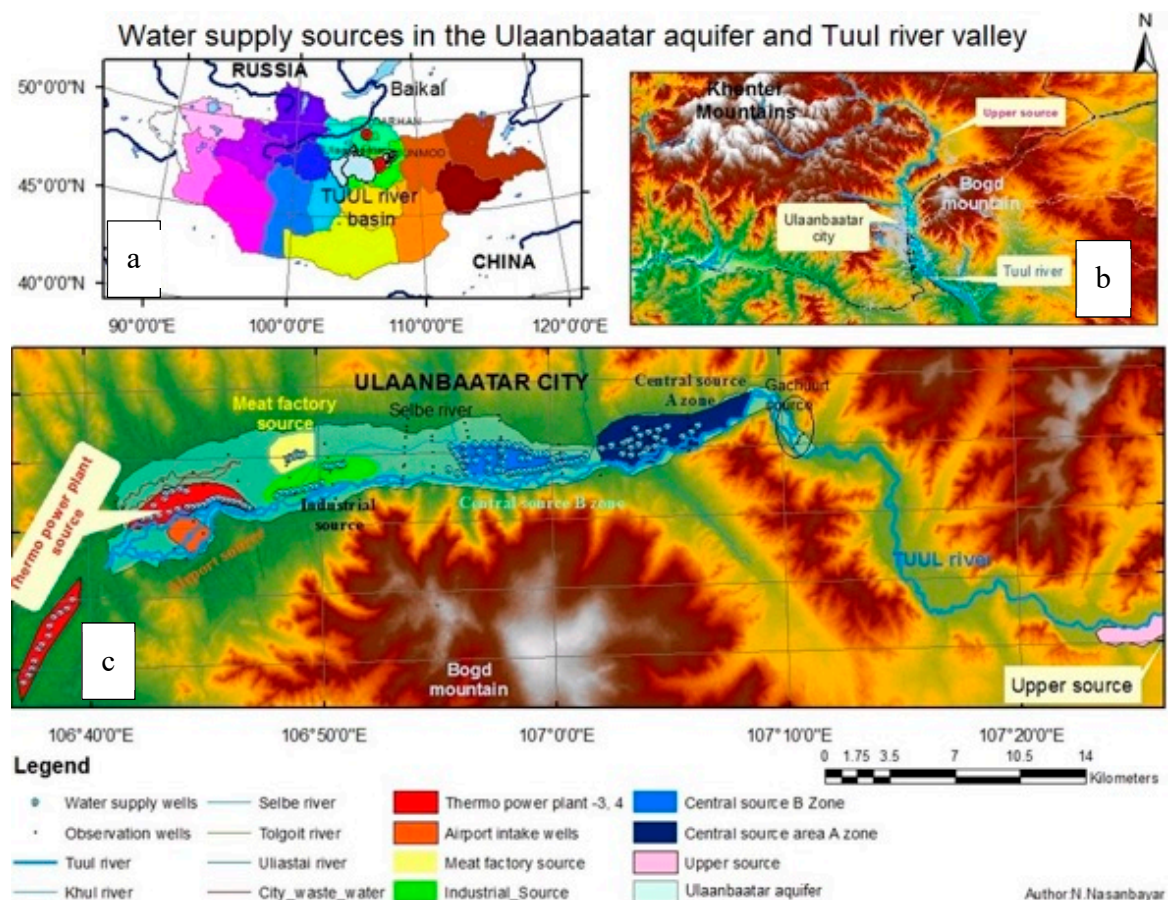 Water supply sources in the Ulaanbaatar aquifer and Tuul river valley
N
50°0'0"N
45°0'0"N
40°0'0"N
RUSSIA
Baikal
TUUL river
basin
CHINA
a
90°0'0"E
100°0'0"E
110°0'0"E
120°0'0"E
Khenter
Mountains
Upper source
Bogd
mountain
Ulaanbaatar
city
Tuul river
b
ULAANBAATAR CITY
Central source
A zone
Gachuurt
source
Meat factory
source
Selbe river
Thermo power plant
source
Industrial
source
Central source B zone
Airport source
TUUL river
Bogd
mountain
Upper source
c
106°40'0"E
106°50'0"E
107°0'0"E
107°10'0"E
107°20'0"E
0 1.75 3.5 7 10.5 14
Kilometers
Legend
Water supply wells
Observation wells
Tuul river
Khul river
Selbe river
Tolgoit river
Uliastai river
City_waste_water
Thermo power plant -3, 4
Airport intake wells
Meat factory source
Industrial_Source
Central source B Zone
Central source area A zone
Upper source
Ulaanbaatar aquifer
Author:N.Nasanbayar